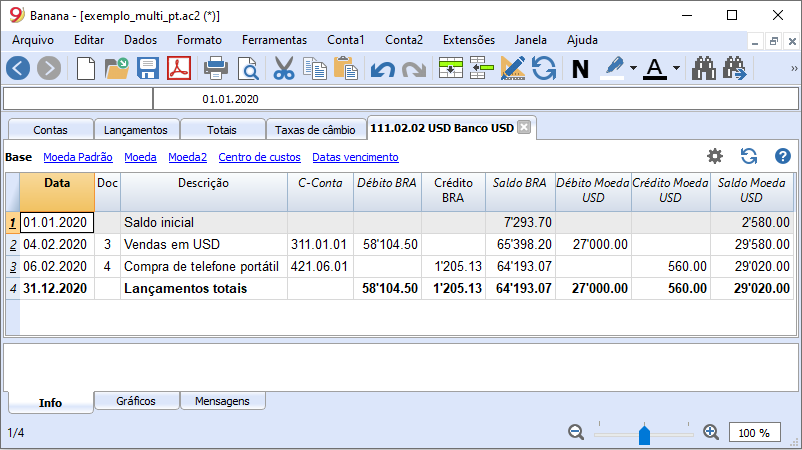 Banana - [exemplo_multi_pt.ac2 (*)]
Arquivo Editar Dados Formato Ferramentas Conta1 Conta2 Extensões Janela Ajuda
N A »
01.01.2020
Contas Lançamentos Totais Taxas de câmbio 111.02.02 USD Banco USD
Base Moeda Padrão Moeda Moeda2 Centro de custos Datas vencimento
Data Doc Descrição C-Conta Débito BRA Crédito BRA Saldo BRA Débito Moeda USD Crédito Moeda USD Saldo Moeda USD
1 01.01.2020 Saldo inicial 7'293.70 2'580.00
2 04.02.2020 3 Vendas em USD 311.01.01 58'104.50 65'398.20 27'000.00 29'580.00
3 06.02.2020 4 Compra de telefone portátil 421.06.01 1'205.13 64'193.07 560.00 29'020.00
4 31.12.2020 Lançamentos totais 58'104.50 1'205.13 64'193.07 27'000.00 560.00 29'020.00
Info Gráficos Mensagens
1/4 100 %